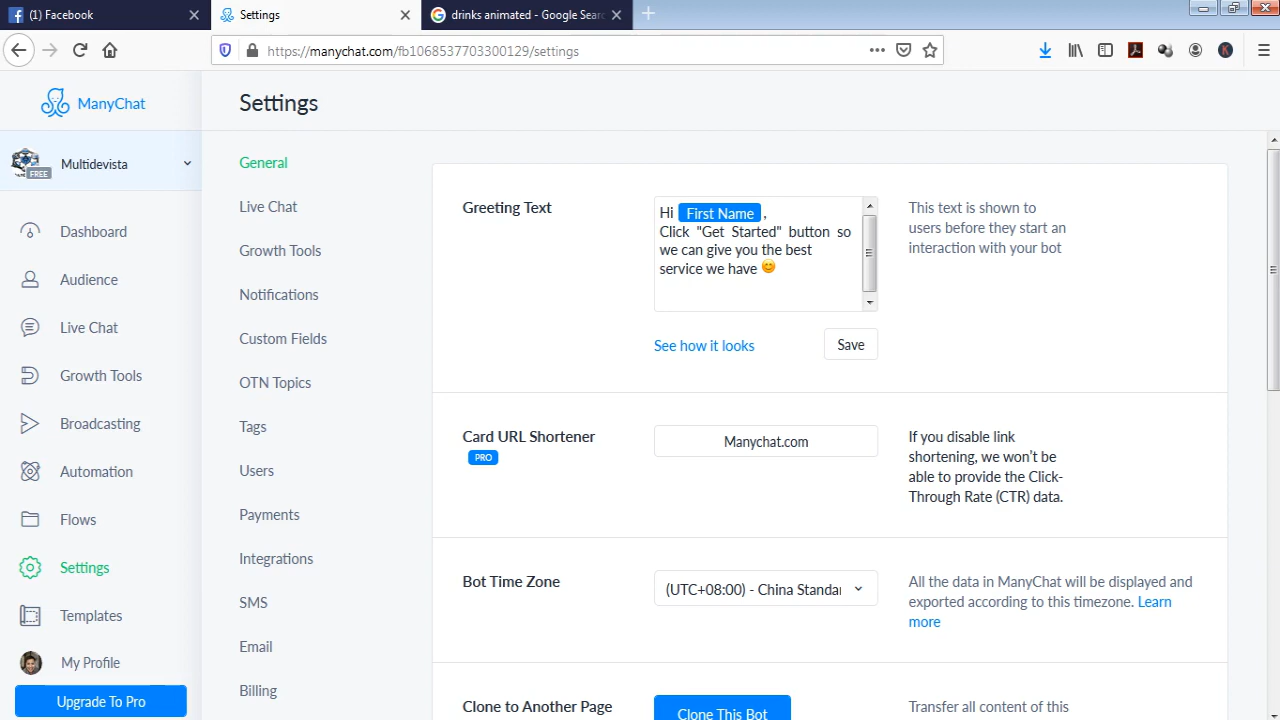 (1) Facebook
Settings
drinks animated - Google Sear
https://manychat.com/fb1068537703300129/settings
K
ManyChat
Settings
Multidevista
FREE
Dashboard
Audience
Live Chat
Growth Tools
Broadcasting
Automation
Flows
Settings
Templates
My Profile
Upgrade To Pro
General
Live Chat
Growth Tools
Notifications
Custom Fields
OTN Topics
Tags
Users
Payments
Integrations
SMS
Email
Billing
Greeting Text
Hi First Name ,
Click "Get Started" button so
we can give you the best
service we have 😊
See how it looks
Save
This text is shown to
users before they start an
interaction with your bot
Card URL Shortener
PRO
Manychat.com
If you disable link
shortening, we won't be
able to provide the Click-
Through Rate (CTR) data.
Bot Time Zone
(UTC+08:00) - China Standar
All the data in ManyChat will be displayed and
exported according to this timezone. Learn
more
Clone to Another Page
Clone This Bot
Transfer all content of this